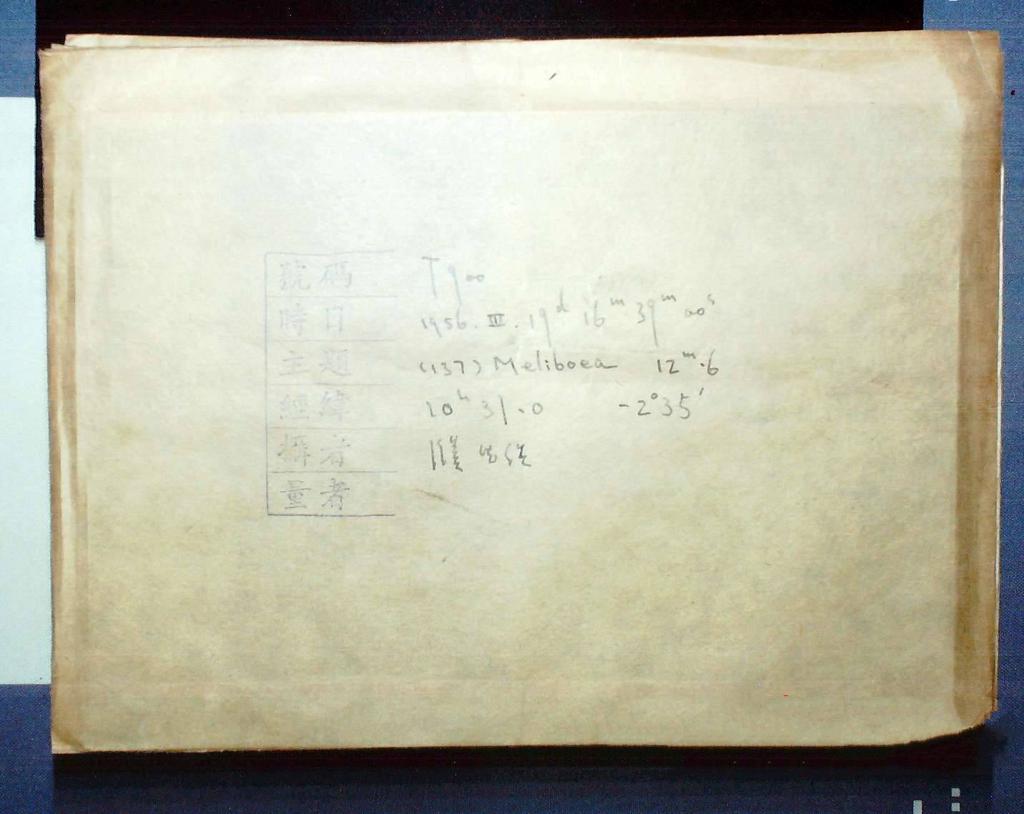 號碼 T900
時日 1956. III. 19ᵈ 16ᵐ 39ᵐ 00ˢ
主題 (137) Meliboea 12ᵐ.6
經緯 10ʰ 31.0 -2°35′
攝者
量者